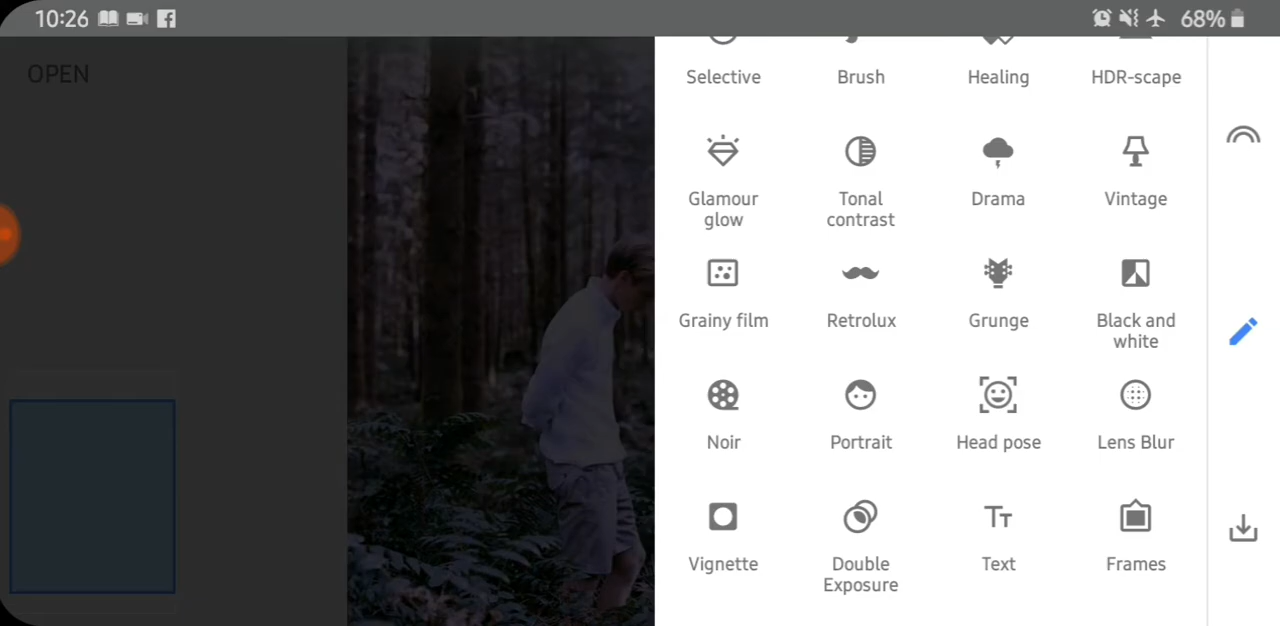 10:26
68%
OPEN
Selective
Brush
Healing
HDR-scape
Glamour
glow
Tonal
contrast
Drama
Vintage
Grainy film
Retrolux
Grunge
Black and
white
Noir
Portrait
Head pose
Lens Blur
Vignette
Double
Exposure
Text
Frames